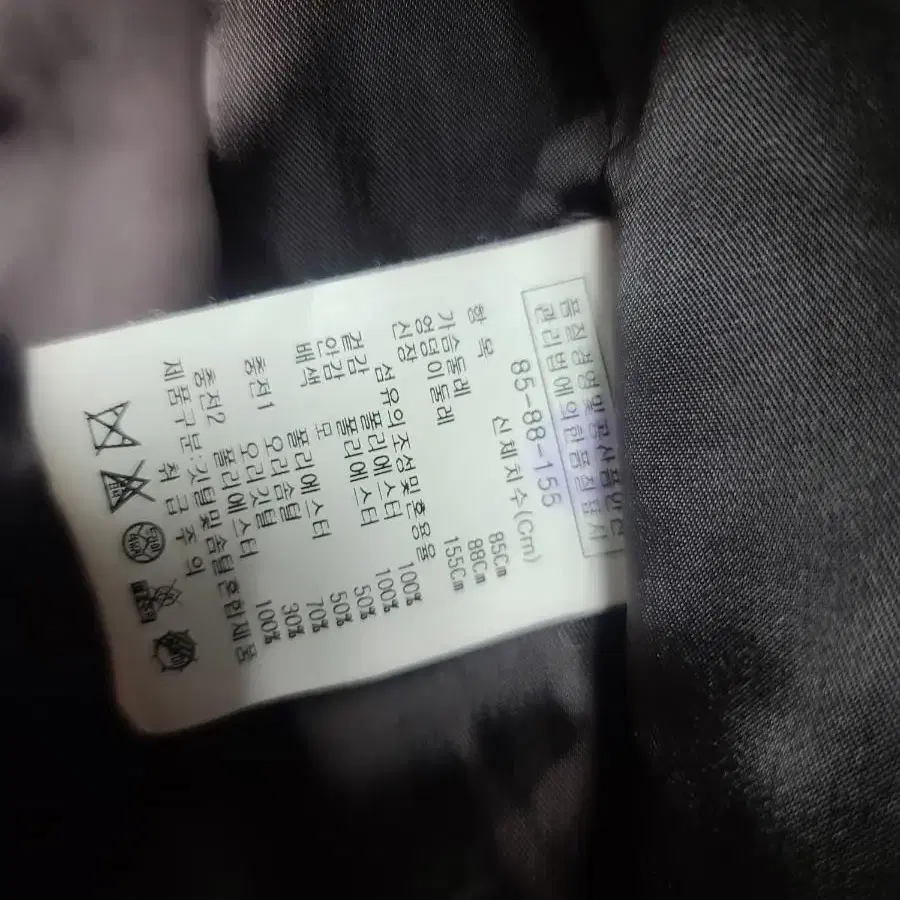 품질경영및공산품안전
관리법에의한품질표시
85-88-155
항 목 신체치수(Cm)
가슴둘레 85Cm
엉덩이둘레 88Cm
신장 155Cm
섬유의조성및혼용율
겉감 폴리에스터 100%
안감 폴리에스터 100%
배색 모 50%
폴리에스터 50%
충전1 오리솜털 70%
오리깃털 30%
충전2 폴리에스터 100%
제품구분:깃털및솜털혼합제품
취 급 주 의